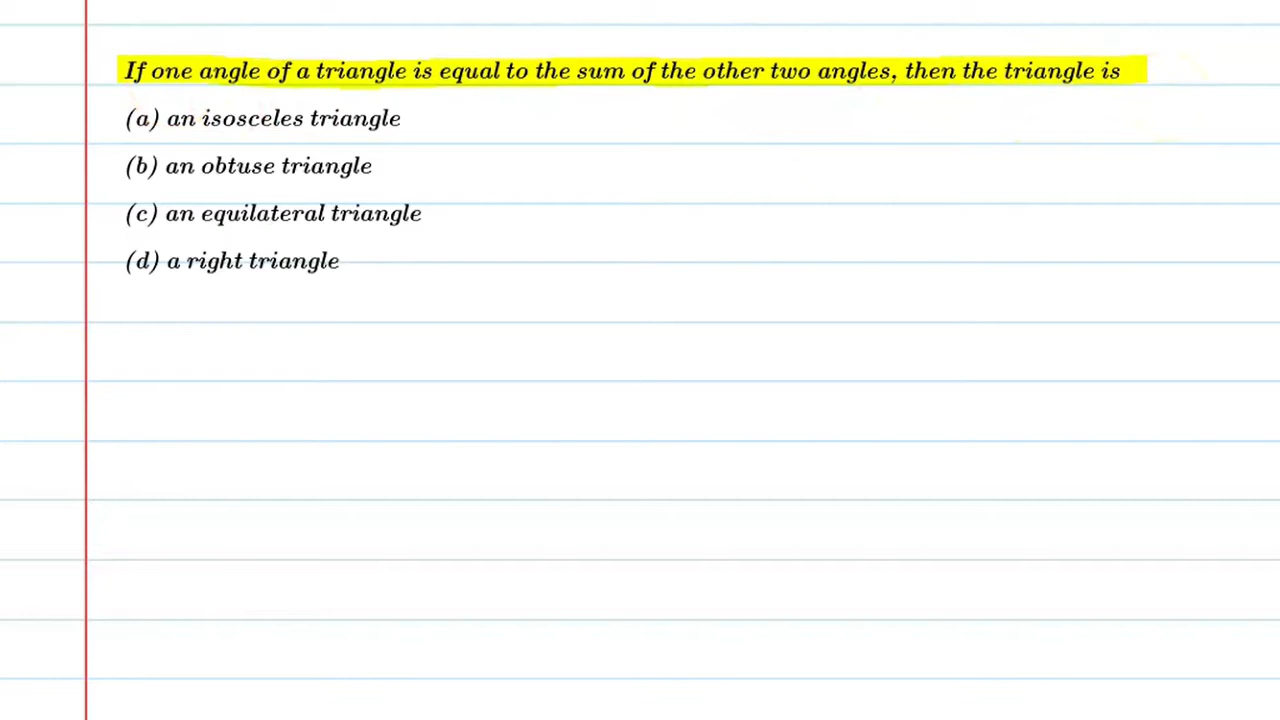 If one angle of a triangle is equal to the sum of the other two angles, then the triangle is
(a) an isosceles triangle
(b) an obtuse triangle
(c) an equilateral triangle
(d) a right triangle